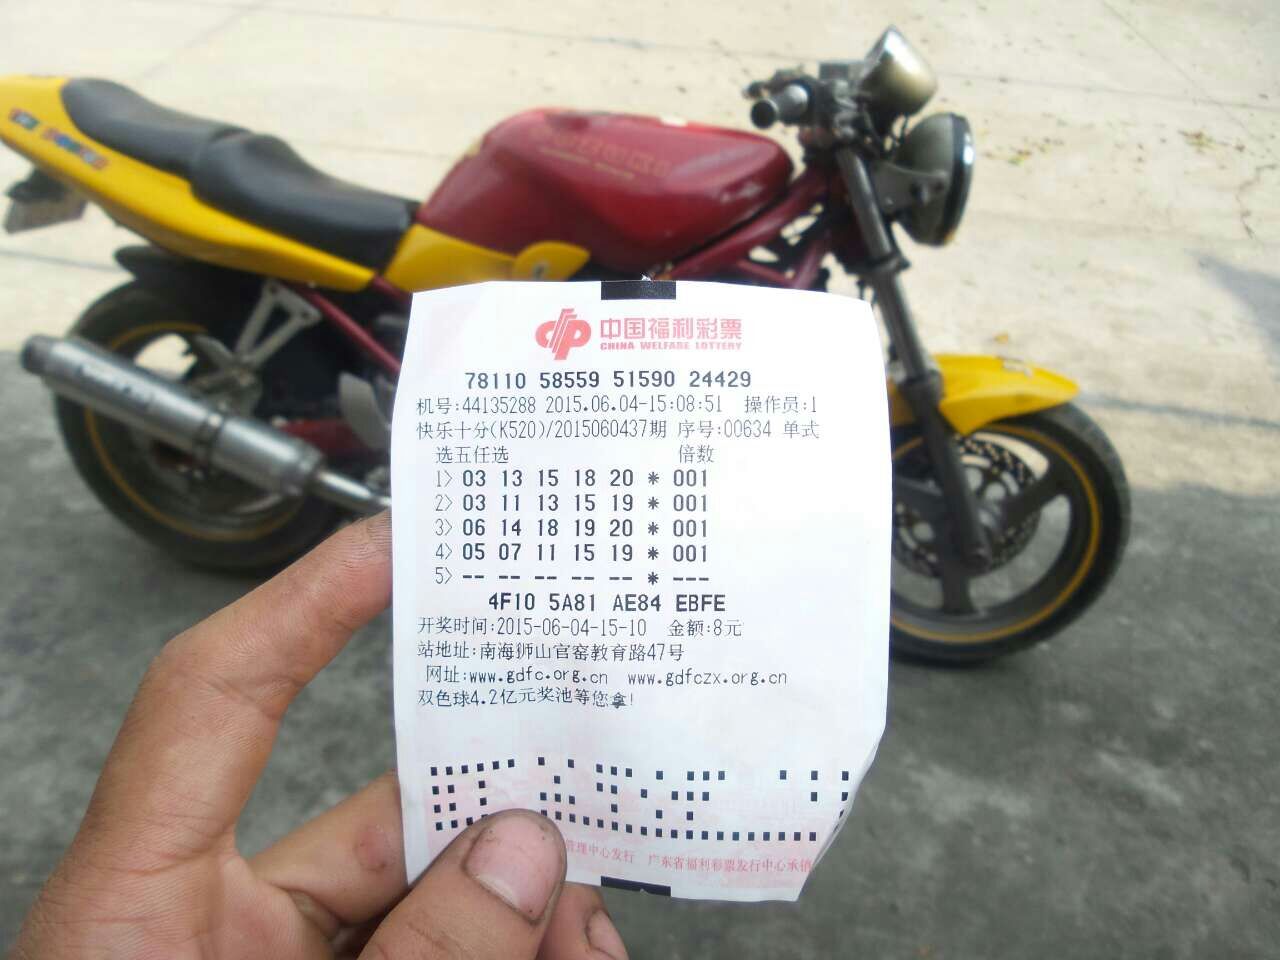 中国福利彩票
CHINA WELFARE LOTTERY
78110 58559 51590 24429
机号:44135288 2015.06.04-15:08:51 操作员:1
快乐十分(K520)/2015060437期 序号:00634 单式
选五任选 倍数
1> 03 13 15 18 20 * 001
2> 03 11 13 15 19 * 001
3> 06 14 18 19 20 * 001
4> 05 07 11 15 19 * 001
5> -- -- -- -- -- * ---
4F10 5A81 AE84 EBFE
开奖时间:2015-06-04-15-10 金额:8元
站地址:南海狮山官窑教育路47号
网址:www.gdfc.org.cn www.gdfczx.org.cn
双色球4.2亿元奖池等您拿!
管理中心发行 广东省福利彩票发行中心承销